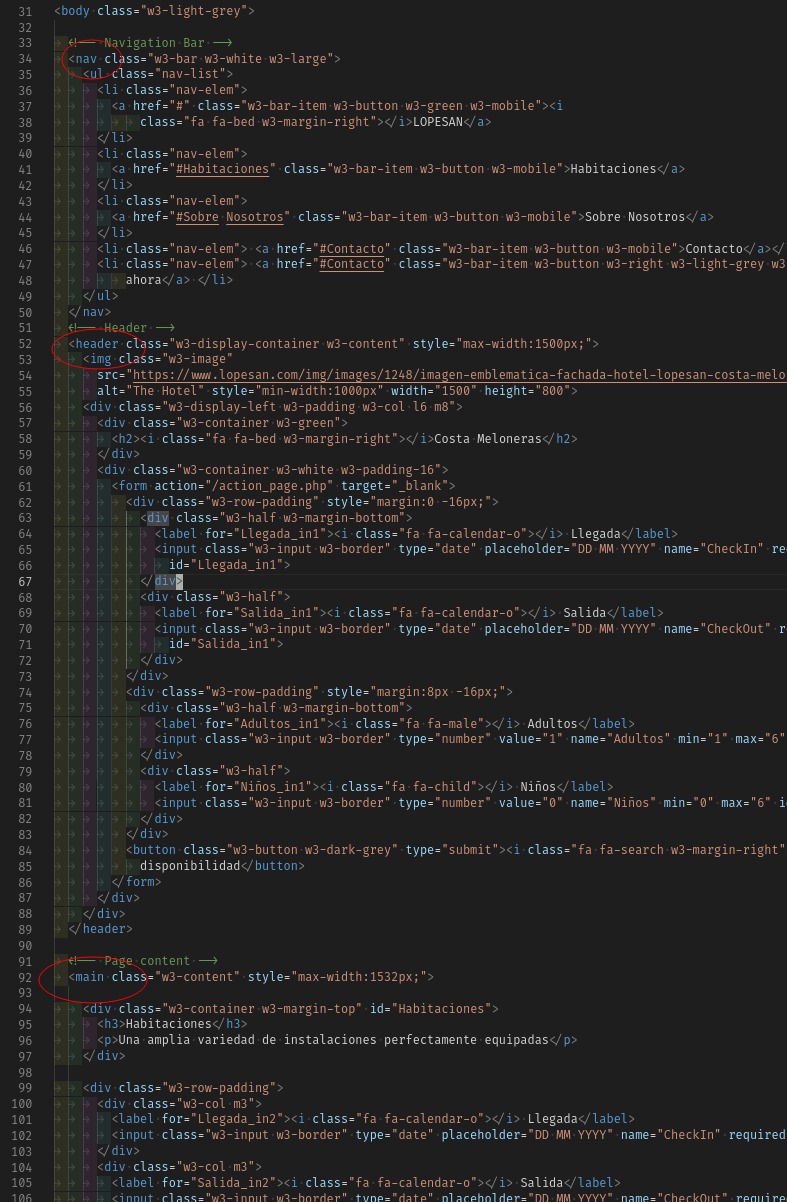 31 <body class="w3-light-grey">
32
33 <!-- Navigation Bar -->
34 <nav class="w3-bar w3-white w3-large">
35 <ul class="nav-list">
36 <li class="nav-elem">
37 <a href="#" class="w3-bar-item w3-button w3-green w3-mobile"><i
38 class="fa fa-bed w3-margin-right"></i>LOPESAN</a>
39 </li>
40 <li class="nav-elem">
41 <a href="#Habitaciones" class="w3-bar-item w3-button w3-mobile">Habitaciones</a>
42 </li>
43 <li class="nav-elem">
44 <a href="#Sobre Nosotros" class="w3-bar-item w3-button w3-mobile">Sobre Nosotros</a>
45 </li>
46 <li class="nav-elem"> <a href="#Contacto" class="w3-bar-item w3-button w3-mobile">Contacto</a></
47 <li class="nav-elem"> <a href="#Contacto" class="w3-bar-item w3-button w3-right w3-light-grey w3
48 ahora</a> </li>
49 </ul>
50 </nav>
51 <!-- Header -->
52 <header class="w3-display-container w3-content" style="max-width:1500px;">
53 <img class="w3-image"
54 src="https://www.lopesan.com/img/images/1248/imagen-emblematica-fachada-hotel-lopesan-costa-melo
55 alt="The Hotel" style="min-width:1000px" width="1500" height="800">
56 <div class="w3-display-left w3-padding w3-col l6 m8">
57 <div class="w3-container w3-green">
58 <h2><i class="fa fa-bed w3-margin-right"></i>Costa Meloneras</h2>
59 </div>
60 <div class="w3-container w3-white w3-padding-16">
61 <form action="/action_page.php" target="_blank">
62 <div class="w3-row-padding" style="margin:0 -16px;">
63 <div class="w3-half w3-margin-bottom">
64 <label for="Llegada_in1"><i class="fa fa-calendar-o"></i> Llegada</label>
65 <input class="w3-input w3-border" type="date" placeholder="DD MM YYYY" name="CheckIn" re
66 id="Llegada_in1">
67 </div>
68 <div class="w3-half">
69 <label for="Salida_in1"><i class="fa fa-calendar-o"></i> Salida</label>
70 <input class="w3-input w3-border" type="date" placeholder="DD MM YYYY" name="CheckOut" r
71 id="Salida_in1">
72 </div>
73 </div>
74 <div class="w3-row-padding" style="margin:8px -16px;">
75 <div class="w3-half w3-margin-bottom">
76 <label for="Adultos_in1"><i class="fa fa-male"></i> Adultos</label>
77 <input class="w3-input w3-border" type="number" value="1" name="Adultos" min="1" max="6"
78 </div>
79 <div class="w3-half">
80 <label for="Niños_in1"><i class="fa fa-child"></i> Niños</label>
81 <input class="w3-input w3-border" type="number" value="0" name="Niños" min="0" max="6" i
82 </div>
83 </div>
84 <button class="w3-button w3-dark-grey" type="submit"><i class="fa fa-search w3-margin-right"
85 disponibilidad</button>
86 </form>
87 </div>
88 </div>
89 </header>
90
91 <!-- Page content -->
92 <main class="w3-content" style="max-width:1532px;">
93
94 <div class="w3-container w3-margin-top" id="Habitaciones">
95 <h3>Habitaciones</h3>
96 <p>Una amplia variedad de instalaciones perfectamente equipadas</p>
97 </div>
98
99 <div class="w3-row-padding">
100 <div class="w3-col m3">
101 <label for="Llegada_in2"><i class="fa fa-calendar-o"></i> Llegada</label>
102 <input class="w3-input w3-border" type="date" placeholder="DD MM YYYY" name="CheckIn" required
103 </div>
104 <div class="w3-col m3">
105 <label for="Salida_in2"><i class="fa fa-calendar-o"></i> Salida</label>
106 <input class="w3-input w3-border" type="date" placeholder="DD MM YYYY" name="CheckOut" required